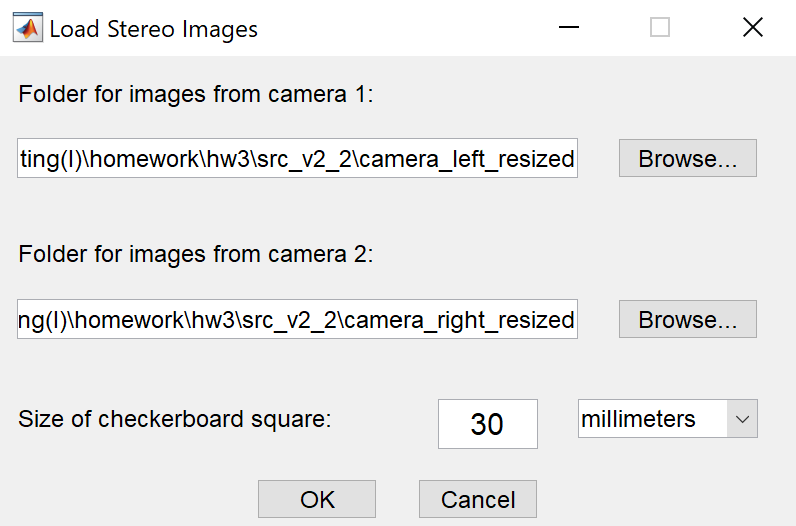 Load Stereo Images
Folder for images from camera 1:
ting(I)\homework\hw3\src_v2_2\camera_left_resized Browse...
Folder for images from camera 2:
ng(I)\homework\hw3\src_v2_2\camera_right_resized Browse...
Size of checkerboard square: 30 millimeters
OK Cancel